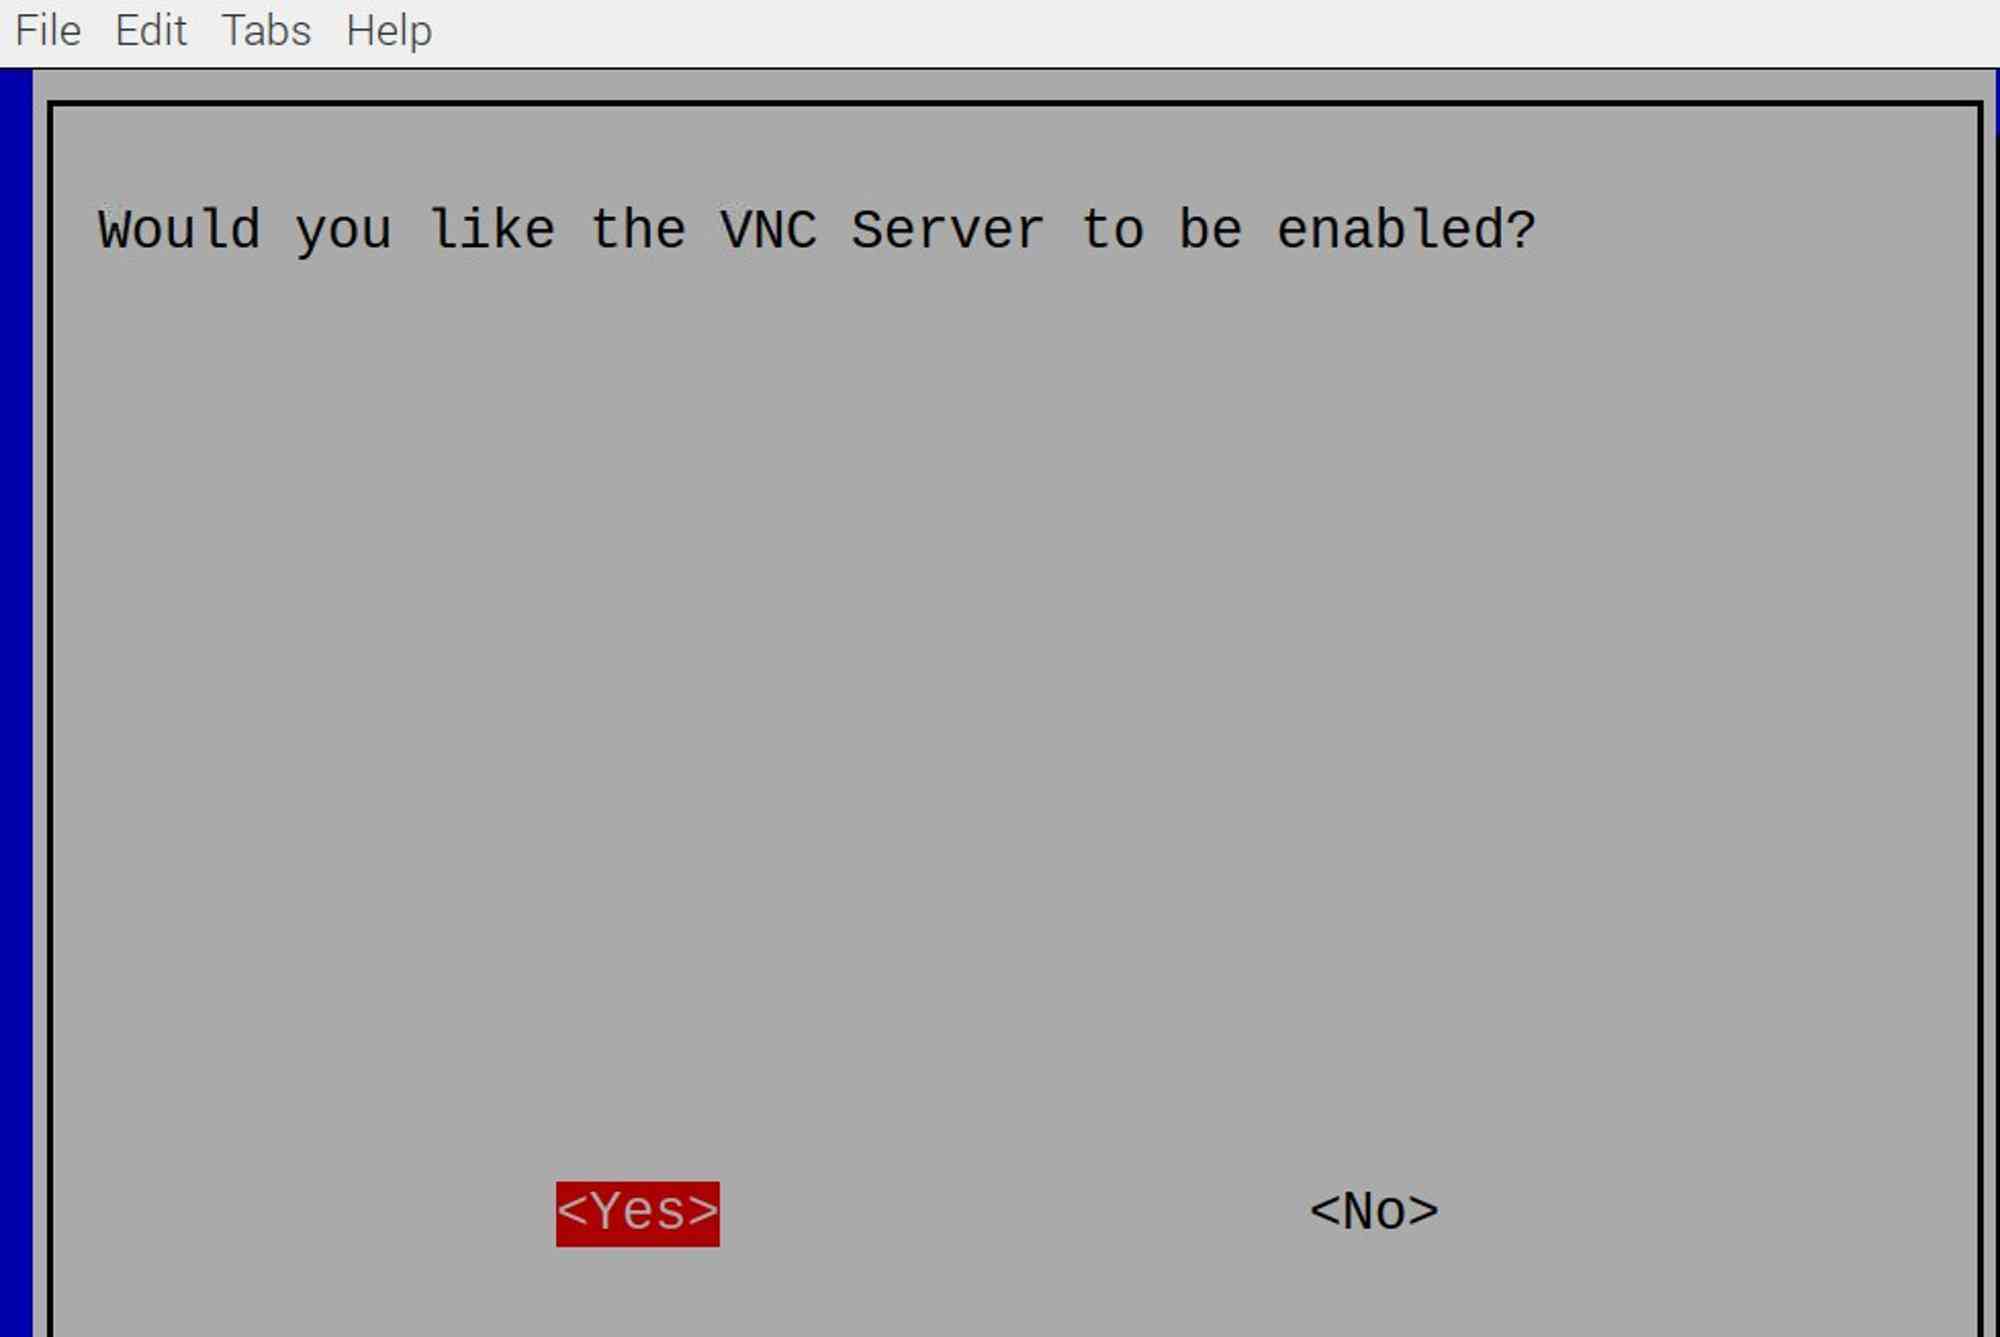 File Edit Tabs Help
Would you like the VNC Server to be enabled?
<Yes> <No>